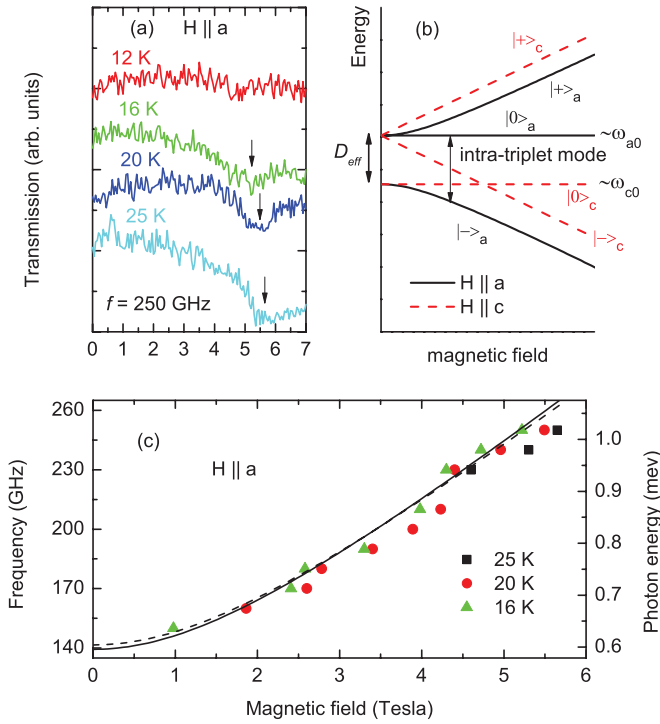 (a) H || a
12 K
16 K
20 K
25 K
f = 250 GHz
0 1 2 3 4 5 6 7
Transmission (arb. units)
Energy
(b)
|+>c
|+>a
|0>a
~ωa0
Deff
intra-triplet mode
~ωc0
|0>c
|−>a
|−>c
H || a
H || c
magnetic field
(c)
H || a
260
230
200
170
140
Frequency (GHz)
1.0
0.9
0.8
0.7
0.6
Photon energy (mev)
25 K
20 K
16 K
0 1 2 3 4 5 6
Magnetic field (Tesla)